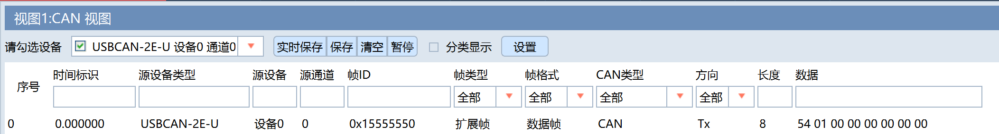 视图1:CAN 视图
请勾选设备 USBCAN-2E-U 设备0 通道0 实时保存 保存 清空 暂停 分类显示 设置
序号 时间标识 源设备类型 源设备 源通道 帧ID 帧类型 帧格式 CAN类型 方向 长度 数据
全部 全部 全部 全部
0 0.000000 USBCAN-2E-U 设备0 0 0x15555550 扩展帧 数据帧 CAN Tx 8 54 01 00 00 00 00 00 00